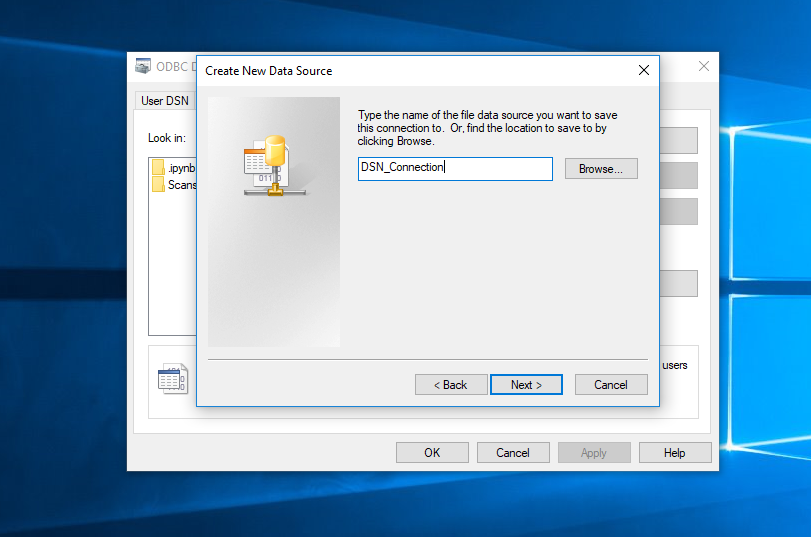 ODBC D
Create New Data Source
User DSN
Look in:
.ipynb
Scans
Type the name of the file data source you want to save
this connection to. Or, find the location to save to by
clicking Browse.
DSN_Connection
Browse...
users
< Back
Next >
Cancel
OK
Cancel
Apply
Help